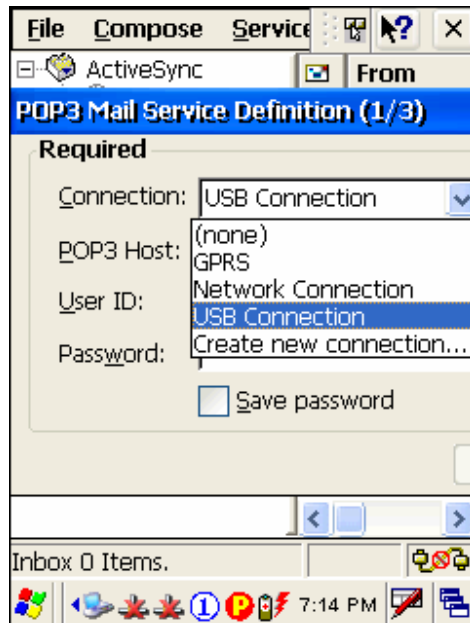 File Compose Service
ActiveSync From
POP3 Mail Service Definition (1/3)
Required
Connection: USB Connection
(none)
POP3 Host:
GPRS
Network Connection
User ID:
USB Connection
Password:
Create new connection...
Save password
Inbox 0 Items.
1 P 7:14 PM